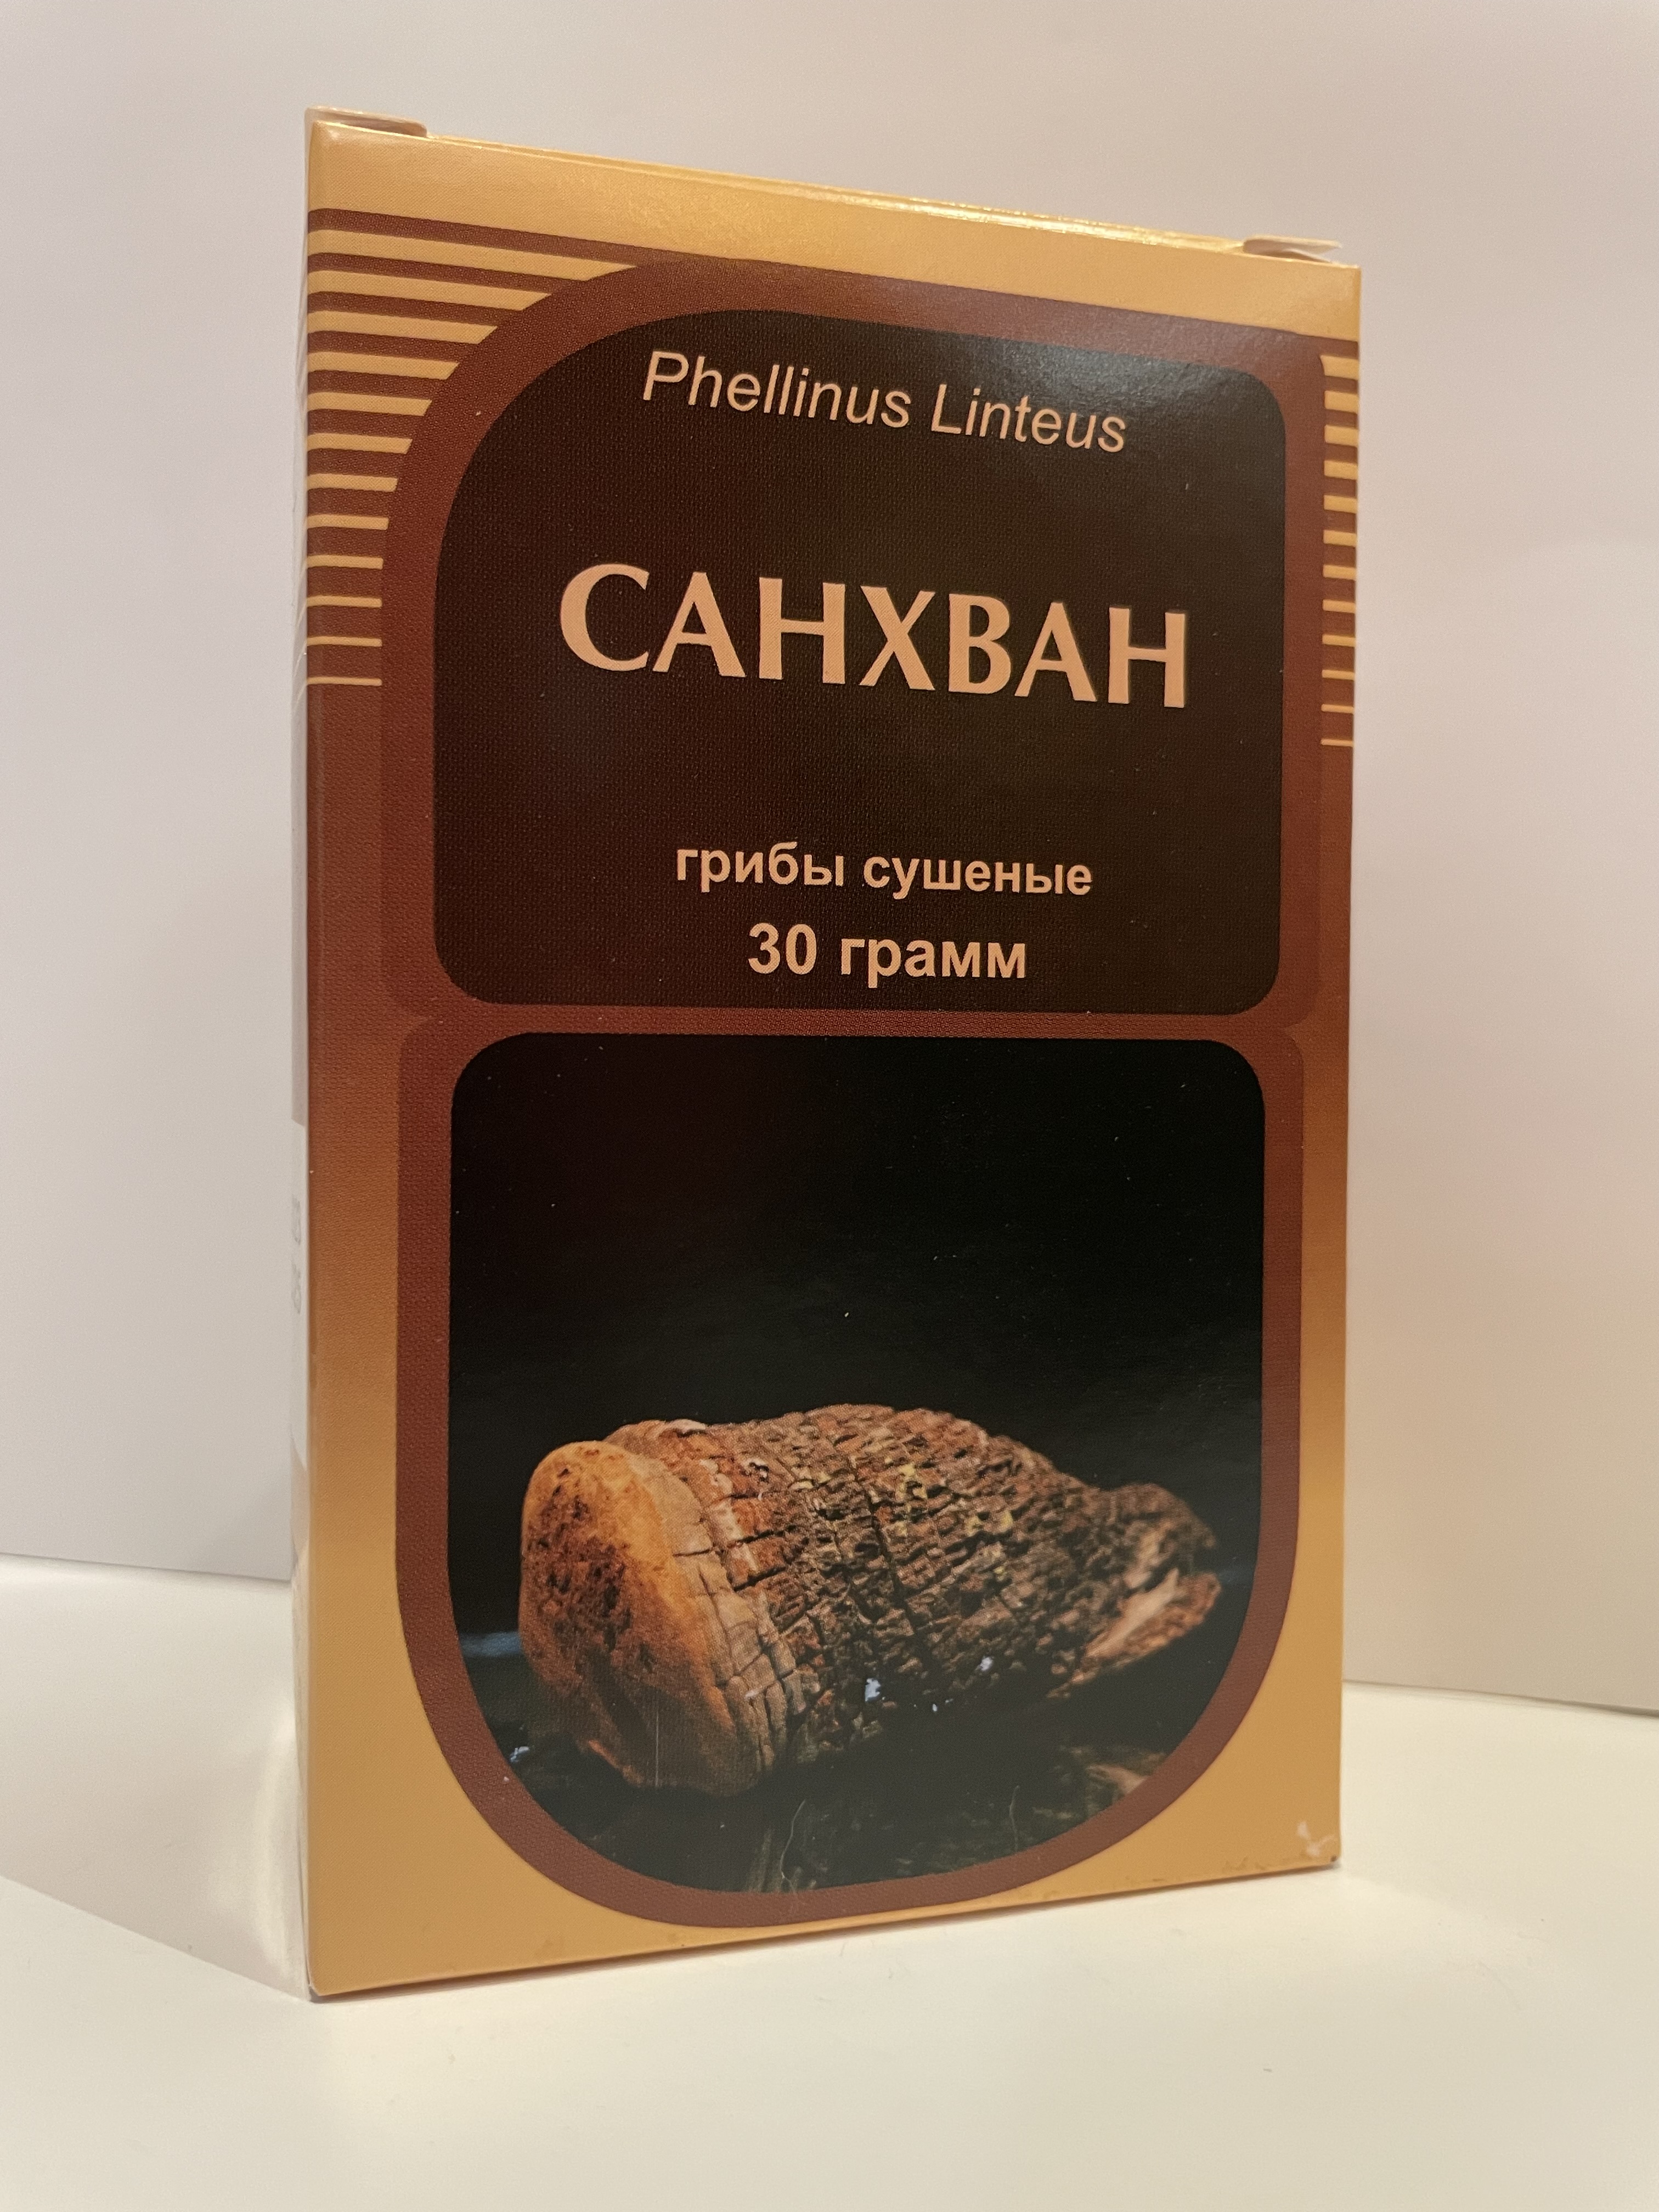 Phellinus Linteus
САНХВАН
грибы сушеные
30 грамм